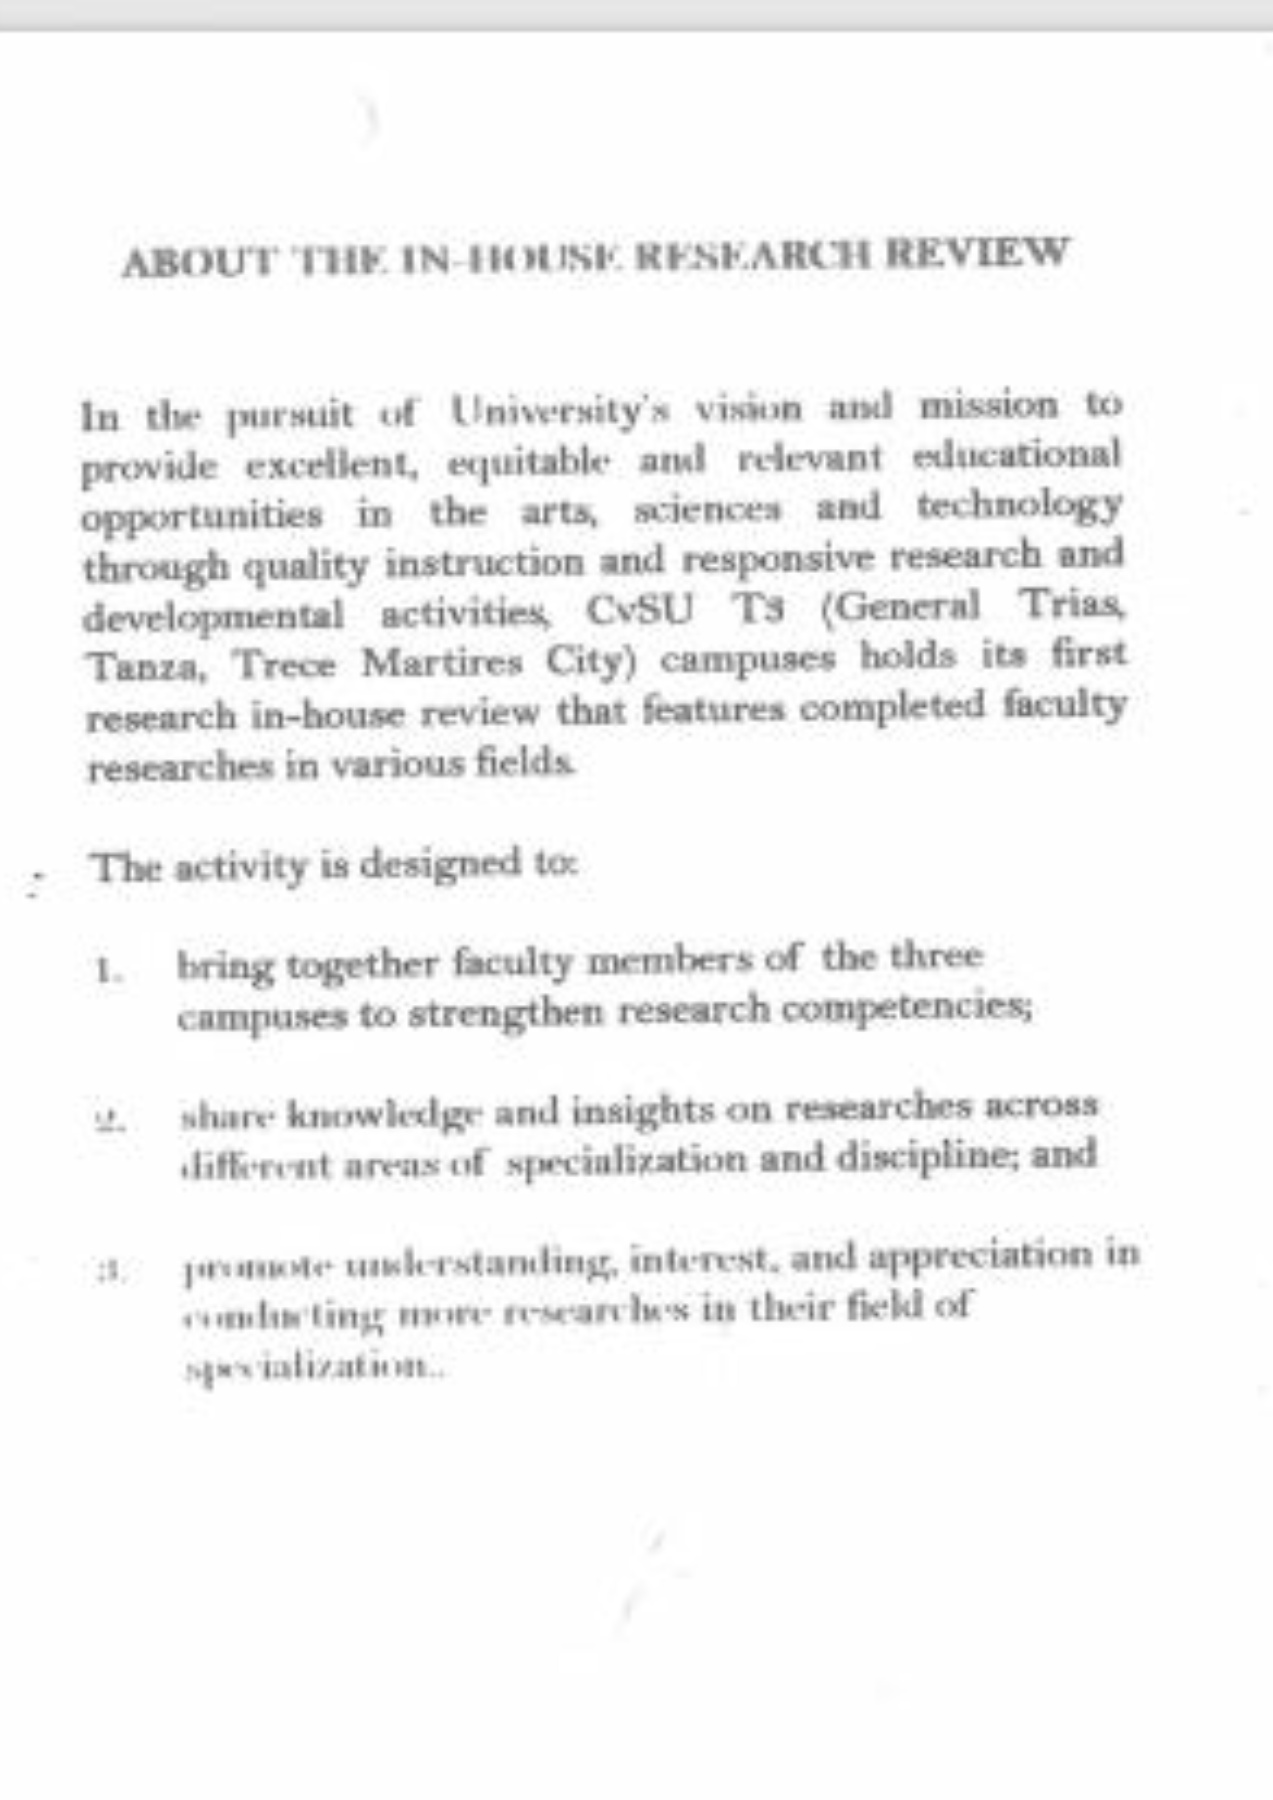 ABOUT THE IN-HOUSE RESEARCH REVIEW
In the pursuit of University's vision and mission to
provide excellent, equitable and relevant educational
opportunities in the arts, sciences and technology
through quality instruction and responsive research and
developmental activities, CvSU T3 (General Trias,
Tanza, Trece Martires City) campuses holds its first
research in-house review that features completed faculty
researches in various fields.
The activity is designed to:
1. bring together faculty members of the three
campuses to strengthen research competencies;
2. share knowledge and insights on researches across
different areas of specialization and discipline; and
3. promote understanding, interest, and appreciation in
conducting more researches in their field of
specialization..